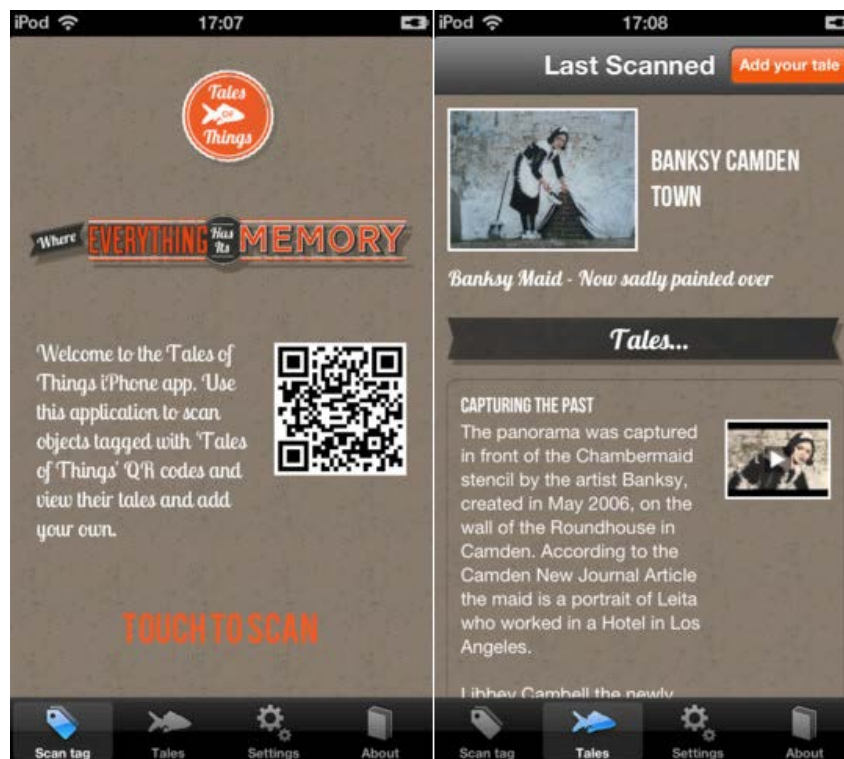 iPod 17:07
Tales
OF
Things
Where EVERYTHING Has Its MEMORY
Welcome to the Tales of
Things iPhone app. Use
this application to scan
objects tagged with 'Tales
of Things' QR codes and
view their tales and add
your own.
TOUCH TO SCAN
Scan tag Tales Settings About
iPod 17:08
Last Scanned Add your tale
BANKSY CAMDEN
TOWN
Banksy Maid - Now sadly painted over
Tales...
CAPTURING THE PAST
The panorama was captured
in front of the Chambermaid
stencil by the artist Banksy,
created in May 2006, on the
wall of the Roundhouse in
Camden. According to the
Camden New Journal Article
the maid is a portrait of Leita
who worked in a Hotel in Los
Angeles.
Libbey Cambell the newly
Scan tag Tales Settings About